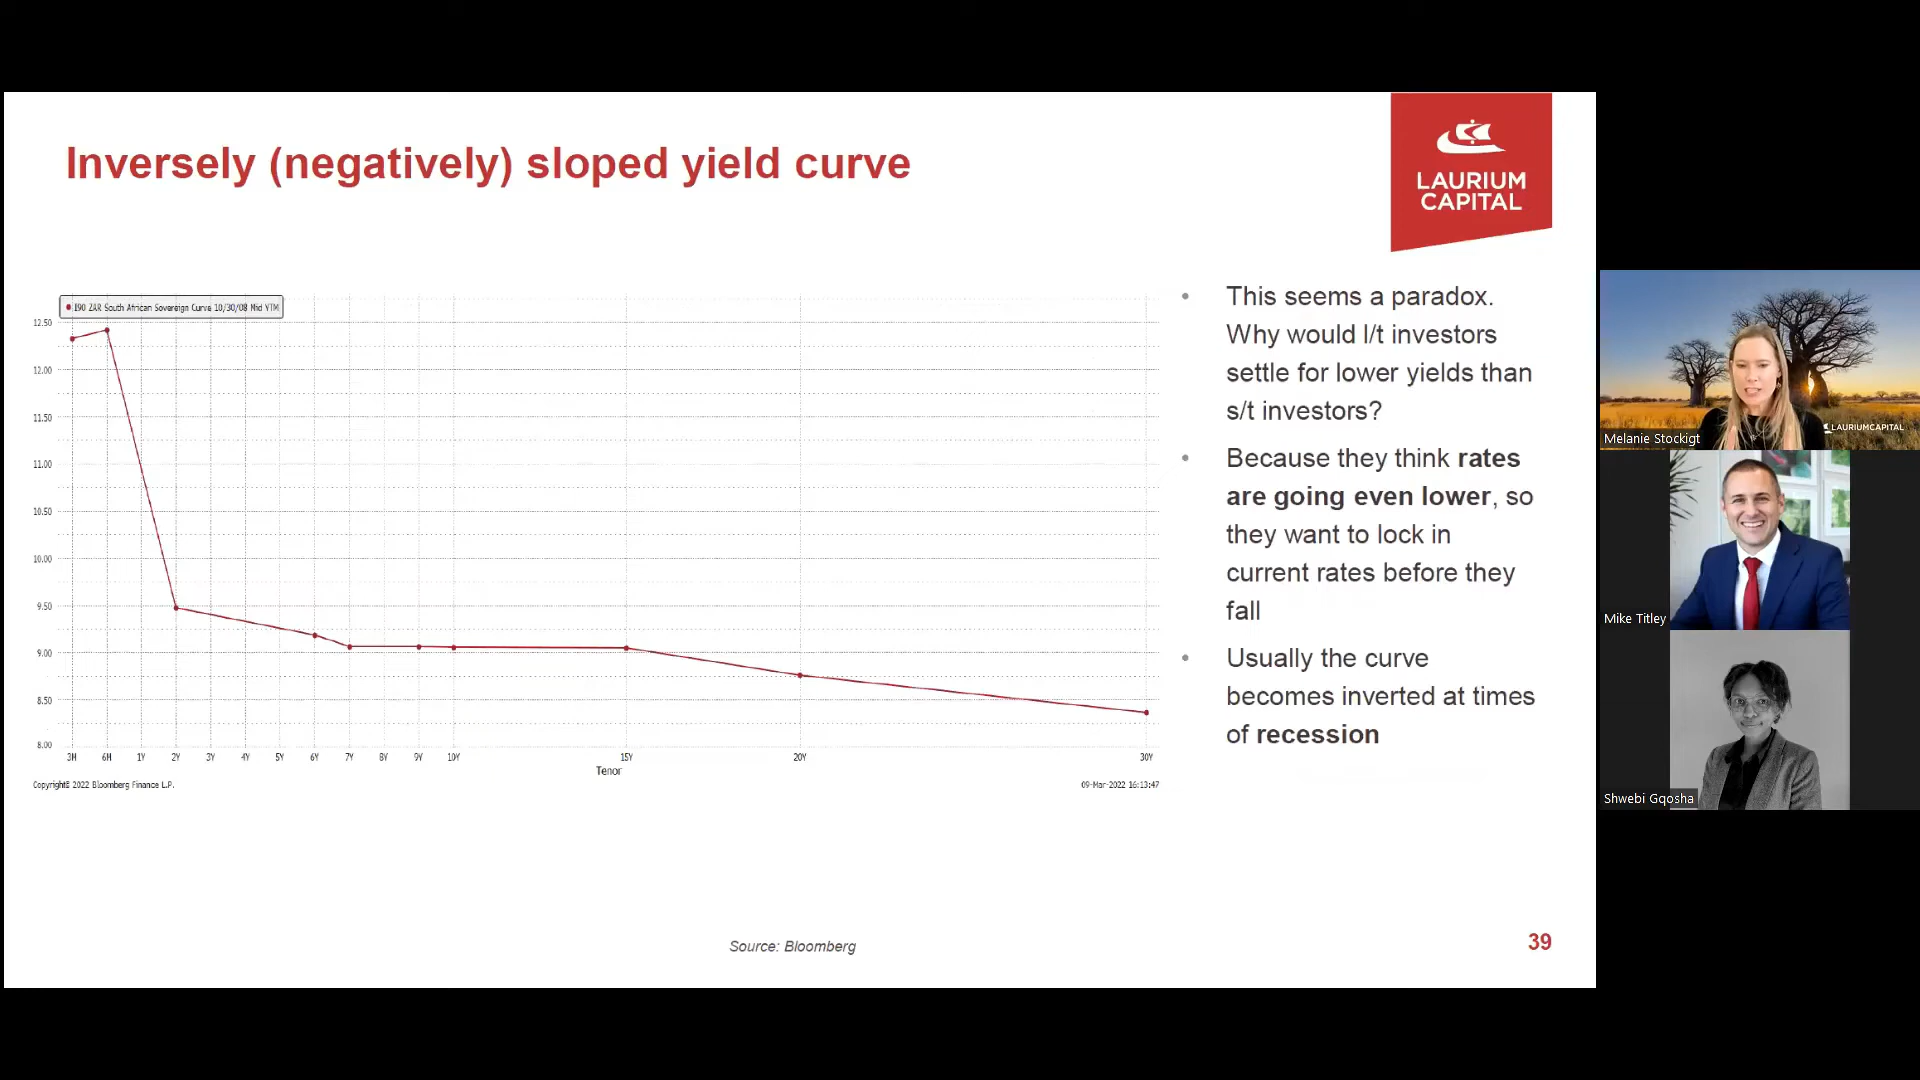 Inversely (negatively) sloped yield curve
LAURIUM
CAPITAL
I90 ZAR South African Sovereign Curve 10/30/08 Mid YTM
12.50
12.00
11.50
11.00
10.50
10.00
9.50
9.00
8.50
8.00
3M 6M 1Y 2Y 3Y 4Y 5Y 6Y 7Y 8Y 9Y 10Y 15Y 20Y 30Y
Tenor
Copyright© 2022 Bloomberg Finance L.P.
09-Mar-2022 16:13:47
• This seems a paradox.
Why would l/t investors
settle for lower yields than
s/t investors?
• Because they think rates
are going even lower, so
they want to lock in
current rates before they
fall
• Usually the curve
becomes inverted at times
of recession
Source: Bloomberg
39
LAURIUMCAPITAL
Melanie Stockigt
Mike Titley
Shwebi Gqosha